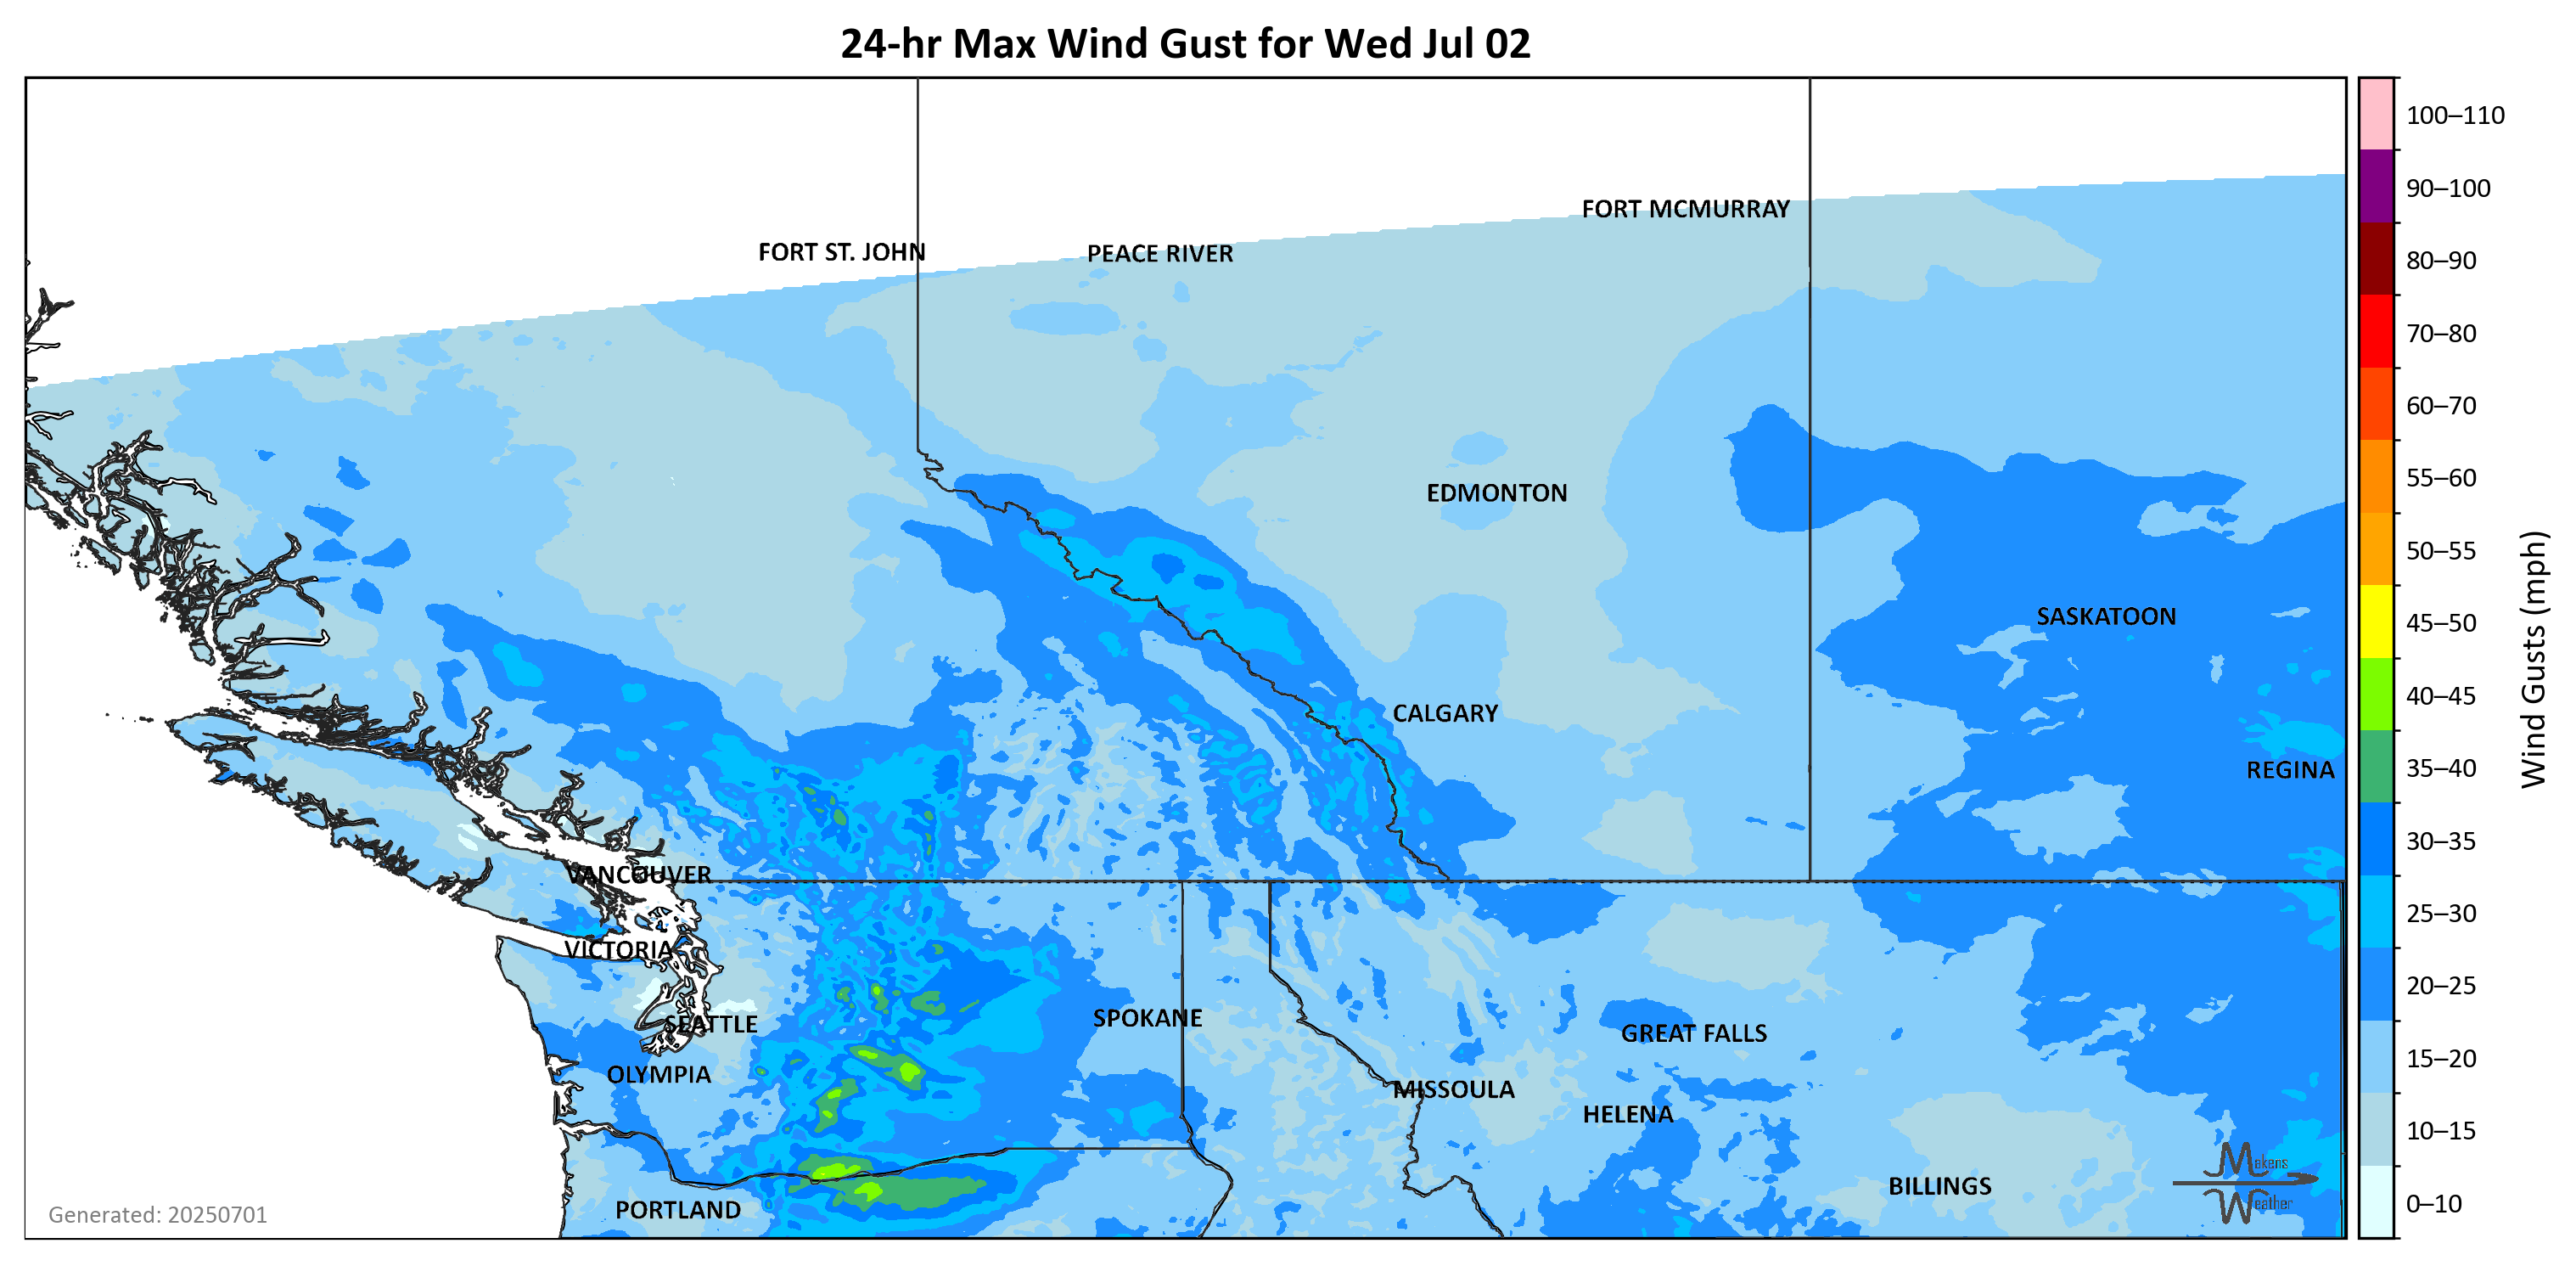 24-hr Max Wind Gust for Wed Jul 02
100–110
90–100
FORT MCMURRAY
FORT ST. JOHN
PEACE RIVER
80–90
70–80
60–70
55–60
EDMONTON
50–55
45–50
SASKATOON
40–45
CALGARY
35–40
REGINA
Wind Gusts (mph)
30–35
VANCOUVER
25–30
VICTORIA
20–25
SPOKANE
SEATTLE
GREAT FALLS
15–20
OLYMPIA
MISSOULA
HELENA
10–15
Makens
Weather
BILLINGS
PORTLAND
0–10
Generated: 20250701